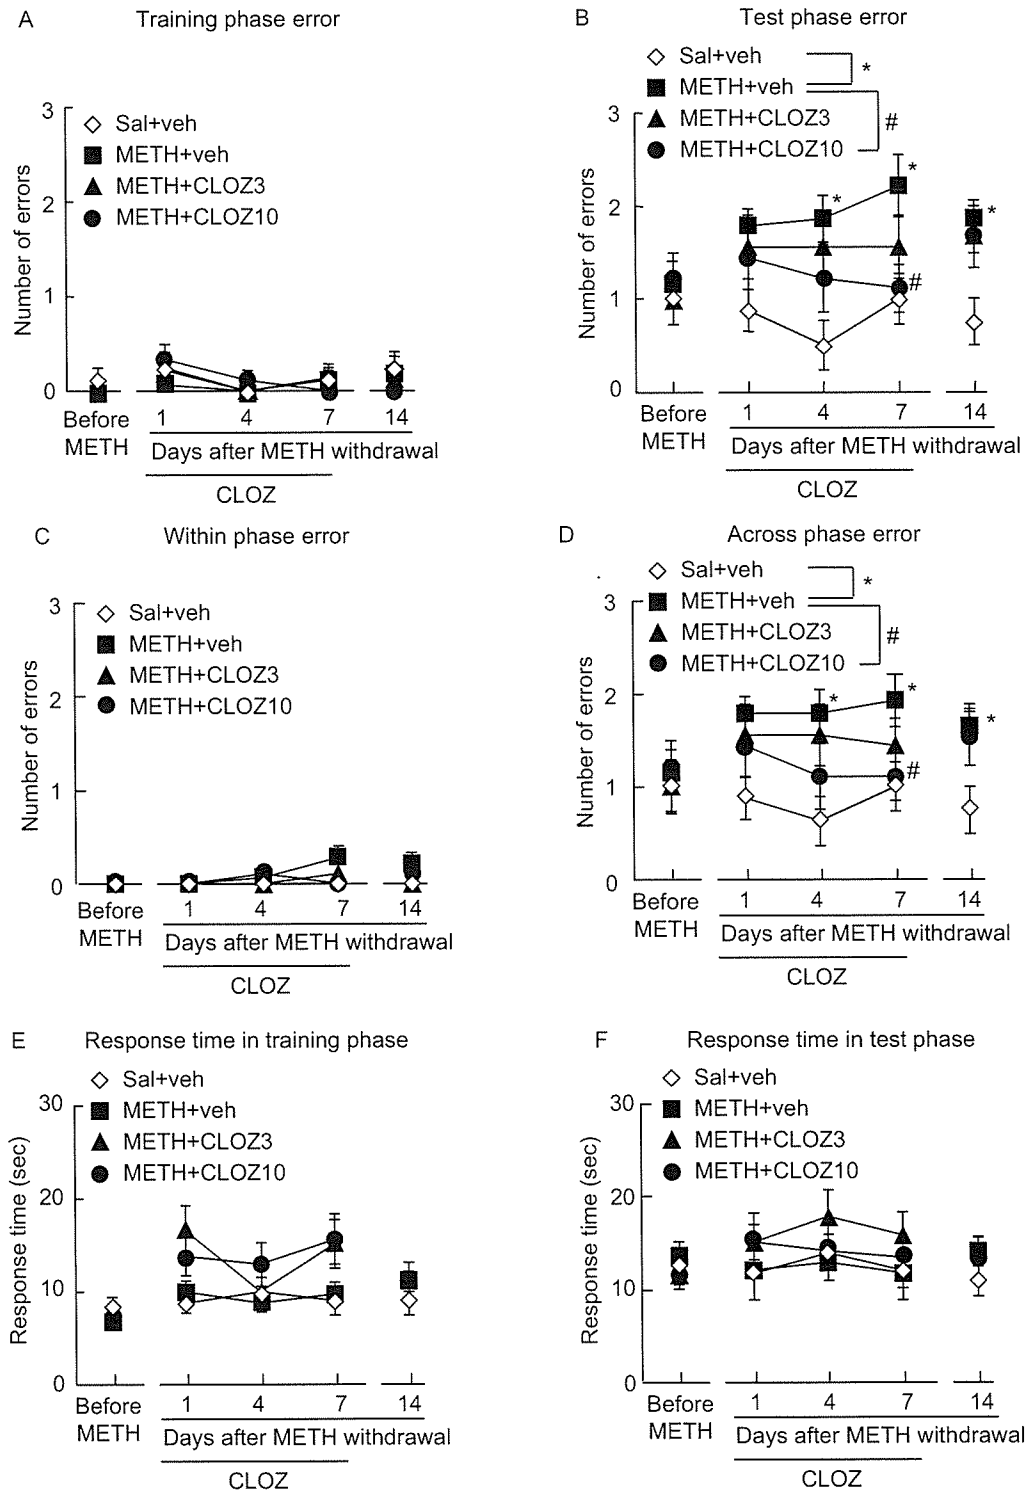 A Training phase error
3
2
1
0
Number of errors
Sal+veh
METH+veh
METH+CLOZ3
METH+CLOZ10
Before
METH
1 4 7 14
Days after METH withdrawal
CLOZ
B Test phase error
Sal+veh
*
METH+veh
METH+CLOZ3
#
METH+CLOZ10
3
2
1
0
Number of errors
* * *
#
Before
METH
1 4 7 14
Days after METH withdrawal
CLOZ
C Within phase error
3
2
1
0
Number of errors
Sal+veh
METH+veh
METH+CLOZ3
METH+CLOZ10
Before
METH
1 4 7 14
Days after METH withdrawal
CLOZ
D Across phase error
Sal+veh
*
METH+veh
METH+CLOZ3
#
METH+CLOZ10
3
2
1
0
Number of errors
* * *
#
Before
METH
1 4 7 14
Days after METH withdrawal
CLOZ
E Response time in training phase
Sal+veh
METH+veh
METH+CLOZ3
METH+CLOZ10
30
20
10
0
Response time (sec)
Before
METH
1 4 7 14
Days after METH withdrawal
CLOZ
F Response time in test phase
Sal+veh
METH+veh
METH+CLOZ3
METH+CLOZ10
30
20
10
0
Response time (sec)
Before
METH
1 4 7 14
Days after METH withdrawal
CLOZ